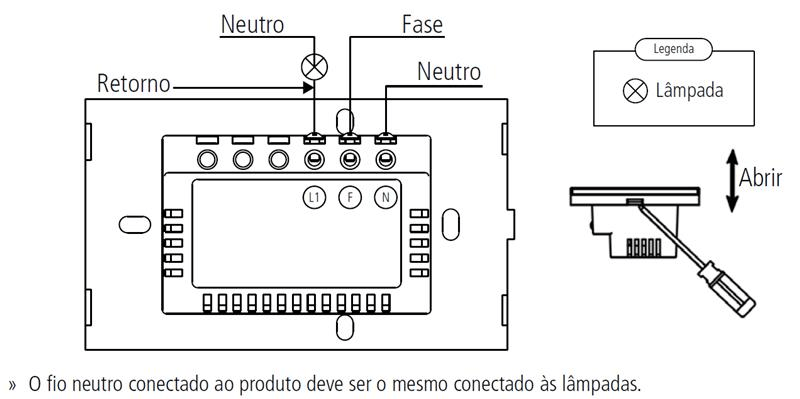 Neutro
Fase
Legenda
Neutro
Retorno
Lâmpada
Abrir
L1 F N
» O fio neutro conectado ao produto deve ser o mesmo conectado às lâmpadas.